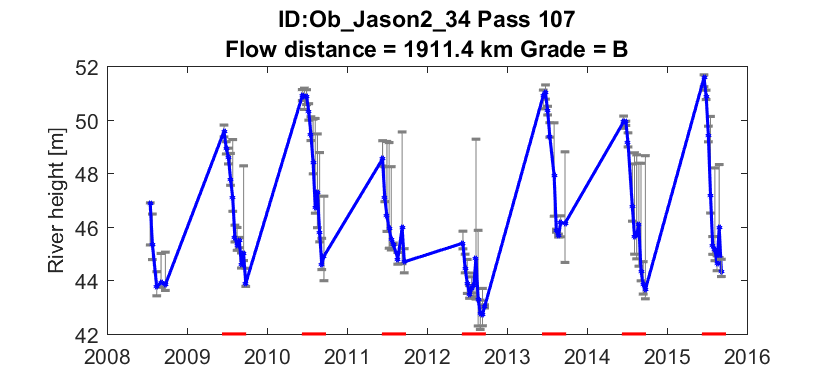 ID:Ob_Jason2_34 Pass 107
Flow distance = 1911.4 km Grade = B
River height [m]
52
50
48
46
44
42
2008 2009 2010 2011 2012 2013 2014 2015 2016